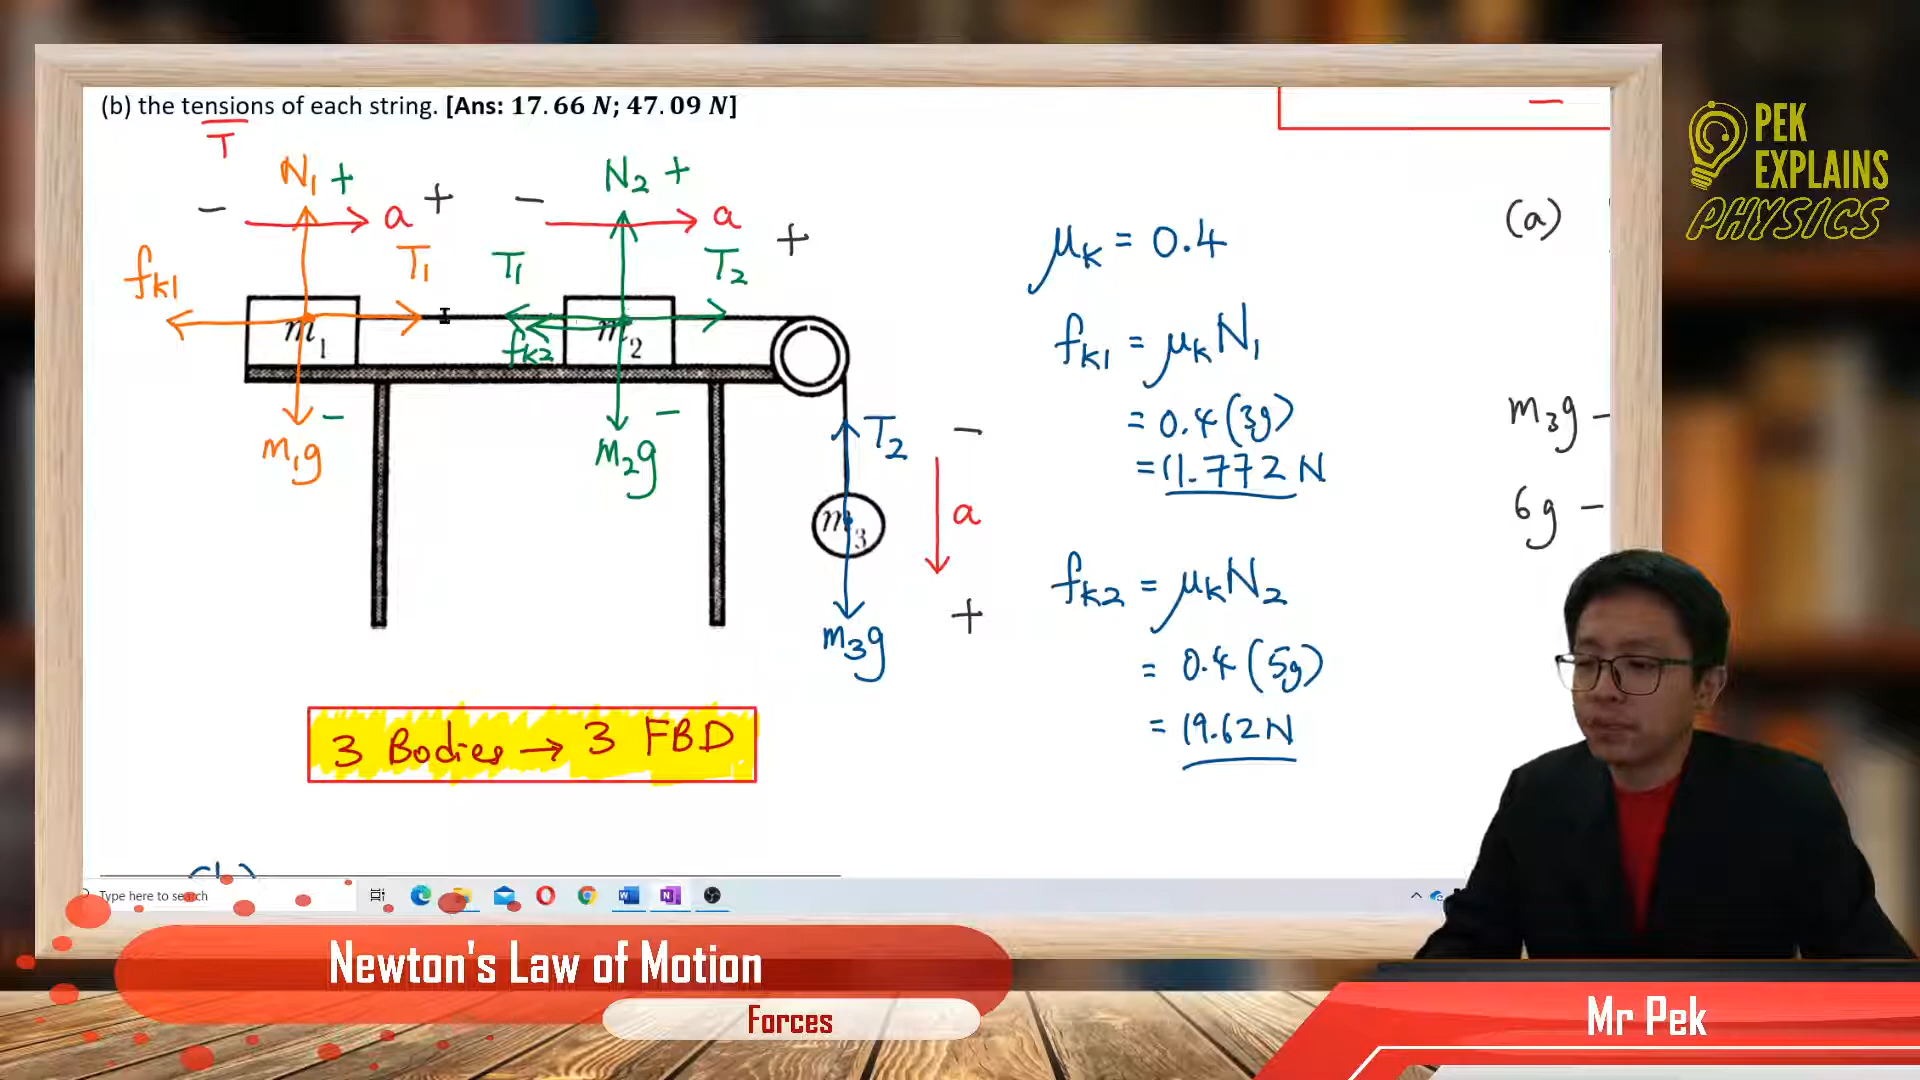 (b) the tensions of each string. [Ans: 17.66 N; 47.09 N]
T
N1 +
- a +
fk1
T1
N2 +
- a
T1
T2
+
m1
m2
fk2
m1g -
m2g -
T2 -
a
m3
m3g
+
3 Bodies → 3 FBD
μk = 0.4
fk1 = μkN1
= 0.4(3g)
= 11.772 N
fk2 = μkN2
= 0.4(5g)
= 19.62N
(a)
m3g -
6g -
PEK
EXPLAINS
PHYSICS
Type here to search
Newton's Law of Motion
Forces
Mr Pek